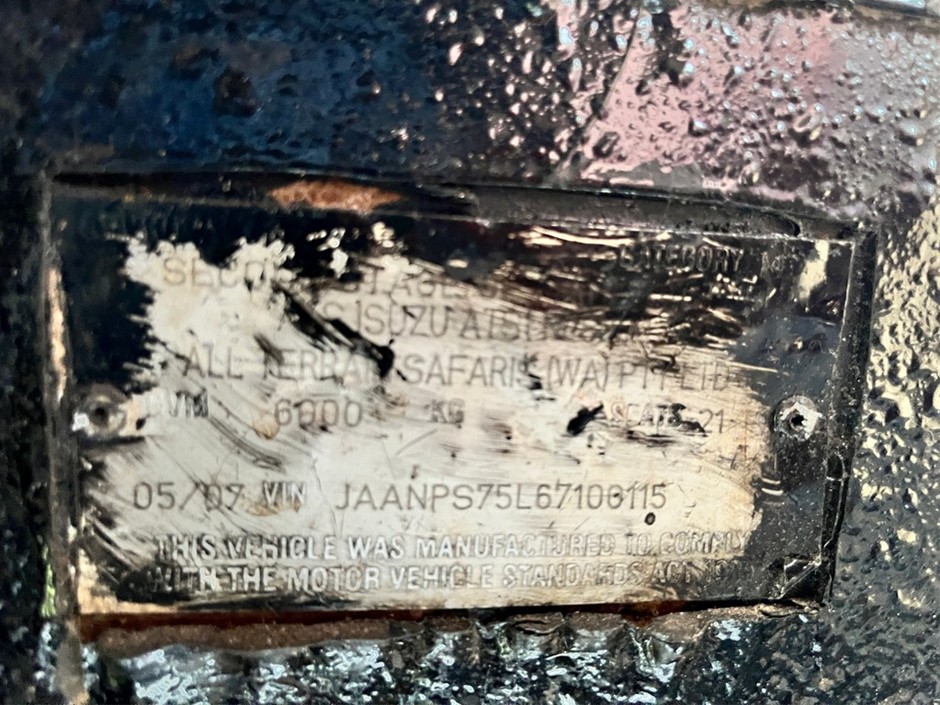 CATEGORY
ISUZU
ALL TERRAIN SAFARIS (WA) PTY LTD
6000 KG SEATS 21
05/07 VIN JAANPS75L67100115
THIS VEHICLE WAS MANUFACTURED TO COMPLY
WITH THE MOTOR VEHICLE STANDARDS ACT